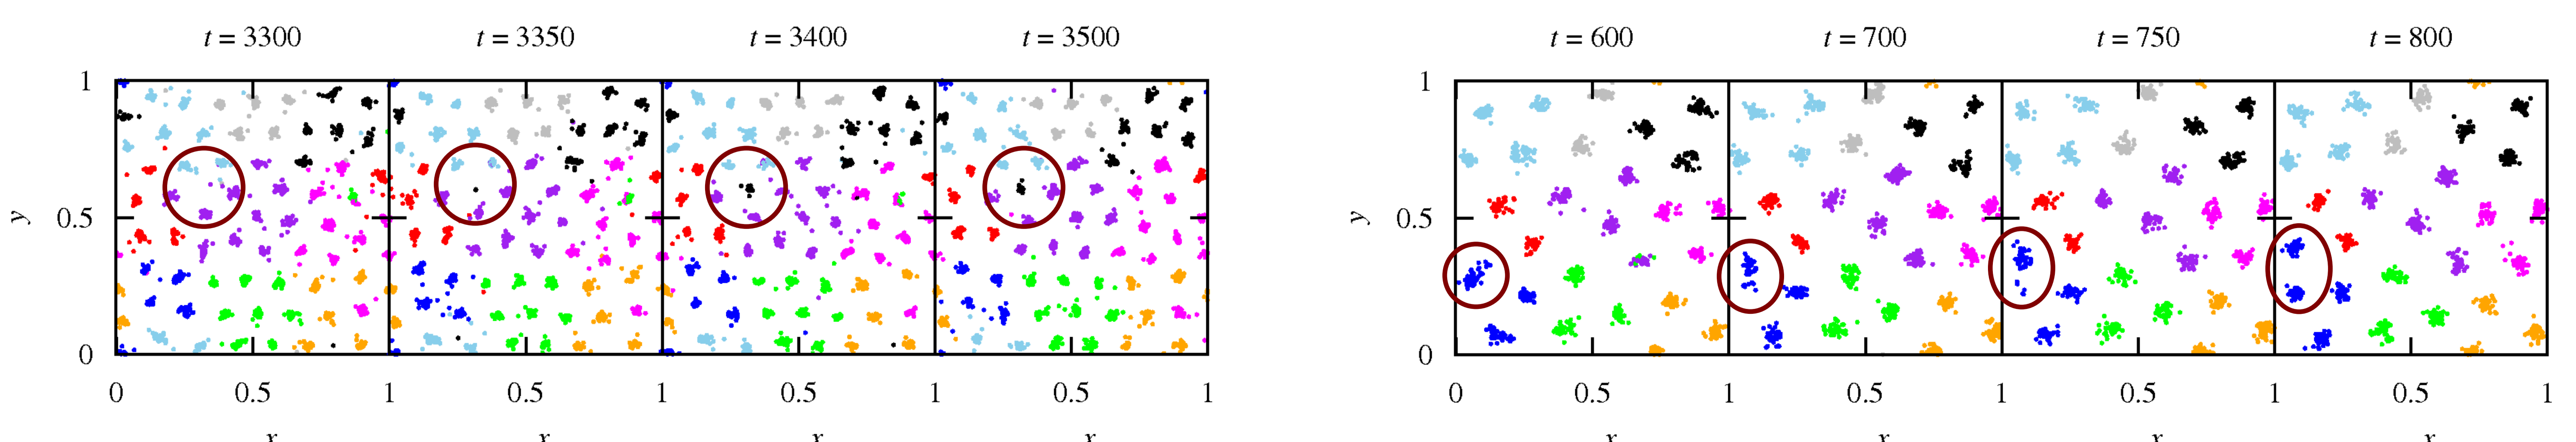 t = 3300 t = 3350 t = 3400 t = 3500 t = 600 t = 700 t = 750 t = 800
1 1
y 0.5 y 0.5
0 0
0 0.5 1 0.5 1 0.5 1 0.5 1 0 0.5 1 0.5 1 0.5 1 0.5 1
x x x x x x x x